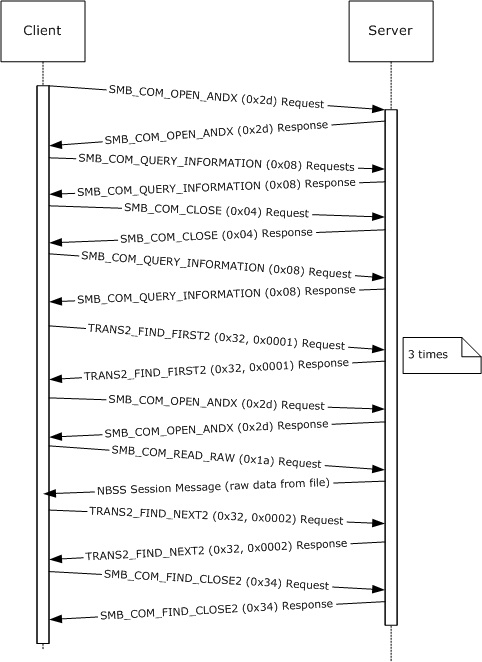 Client
Server
SMB_COM_OPEN_ANDX (0x2d) Request
SMB_COM_OPEN_ANDX (0x2d) Response
SMB_COM_QUERY_INFORMATION (0x08) Requests
SMB_COM_QUERY_INFORMATION (0x08) Response
SMB_COM_CLOSE (0x04) Request
SMB_COM_CLOSE (0x04) Response
SMB_COM_QUERY_INFORMATION (0x08) Request
SMB_COM_QUERY_INFORMATION (0x08) Response
TRANS2_FIND_FIRST2 (0x32, 0x0001) Request
3 times
TRANS2_FIND_FIRST2 (0x32, 0x0001) Response
SMB_COM_OPEN_ANDX (0x2d) Request
SMB_COM_OPEN_ANDX (0x2d) Response
SMB_COM_READ_RAW (0x1a) Request
NBSS Session Message (raw data from file)
TRANS2_FIND_NEXT2 (0x32, 0x0002) Request
TRANS2_FIND_NEXT2 (0x32, 0x0002) Response
SMB_COM_FIND_CLOSE2 (0x34) Request
SMB_COM_FIND_CLOSE2 (0x34) Response